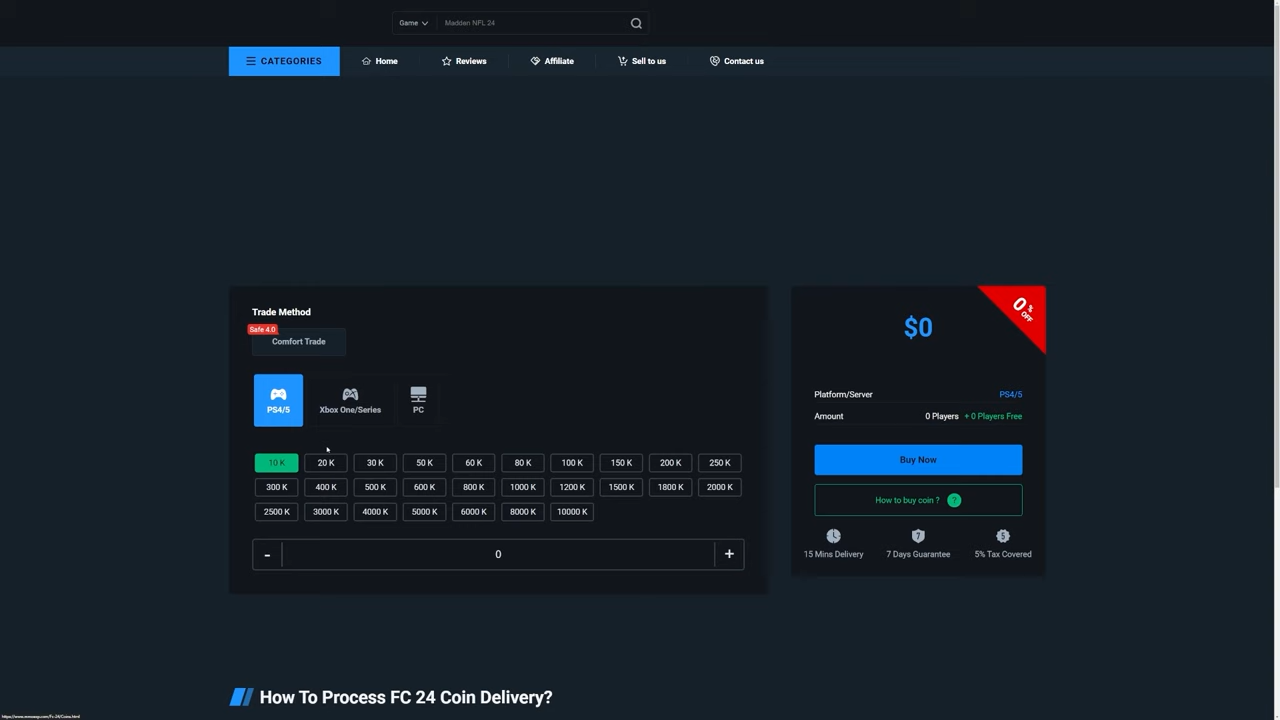 Game
Madden NFL 24
CATEGORIES
Home
Reviews
Affiliate
Sell to us
Contact us
Trade Method
Safe 4.0
Comfort Trade
PS4/5
Xbox One/Series
PC
10 K 20 K 30 K 50 K 60 K 80 K 100 K 150 K 200 K 250 K
300 K 400 K 500 K 600 K 800 K 1000 K 1200 K 1500 K 1800 K 2000 K
2500 K 3000 K 4000 K 5000 K 6000 K 8000 K 10000 K
- 0 +
0 % OFF
$0
Platform/Server PS4/5
Amount 0 Players + 0 Players Free
Buy Now
How to buy coin ? ?
7 5
15 Mins Delivery 7 Days Guarantee 5% Tax Covered
How To Process FC 24 Coin Delivery?